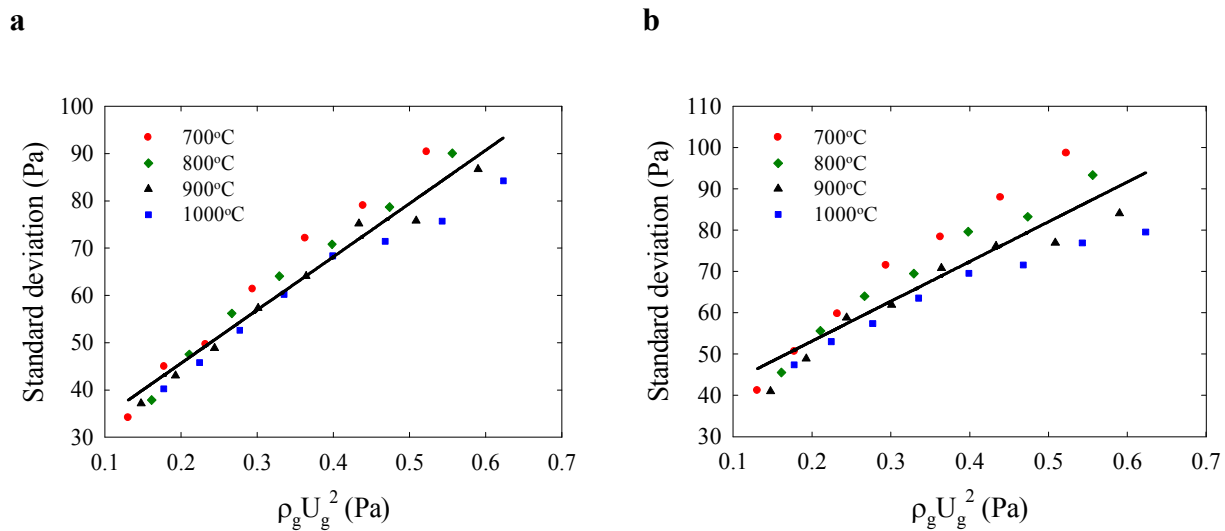 a
b
100
90
80
70
60
50
40
30
Standard deviation (Pa)
700°C
800°C
900°C
1000°C
0.1 0.2 0.3 0.4 0.5 0.6 0.7
ρgUg² (Pa)
110
100
90
80
70
60
50
40
30
Standard deviation (Pa)
700°C
800°C
900°C
1000°C
0.1 0.2 0.3 0.4 0.5 0.6 0.7
ρgUg² (Pa)